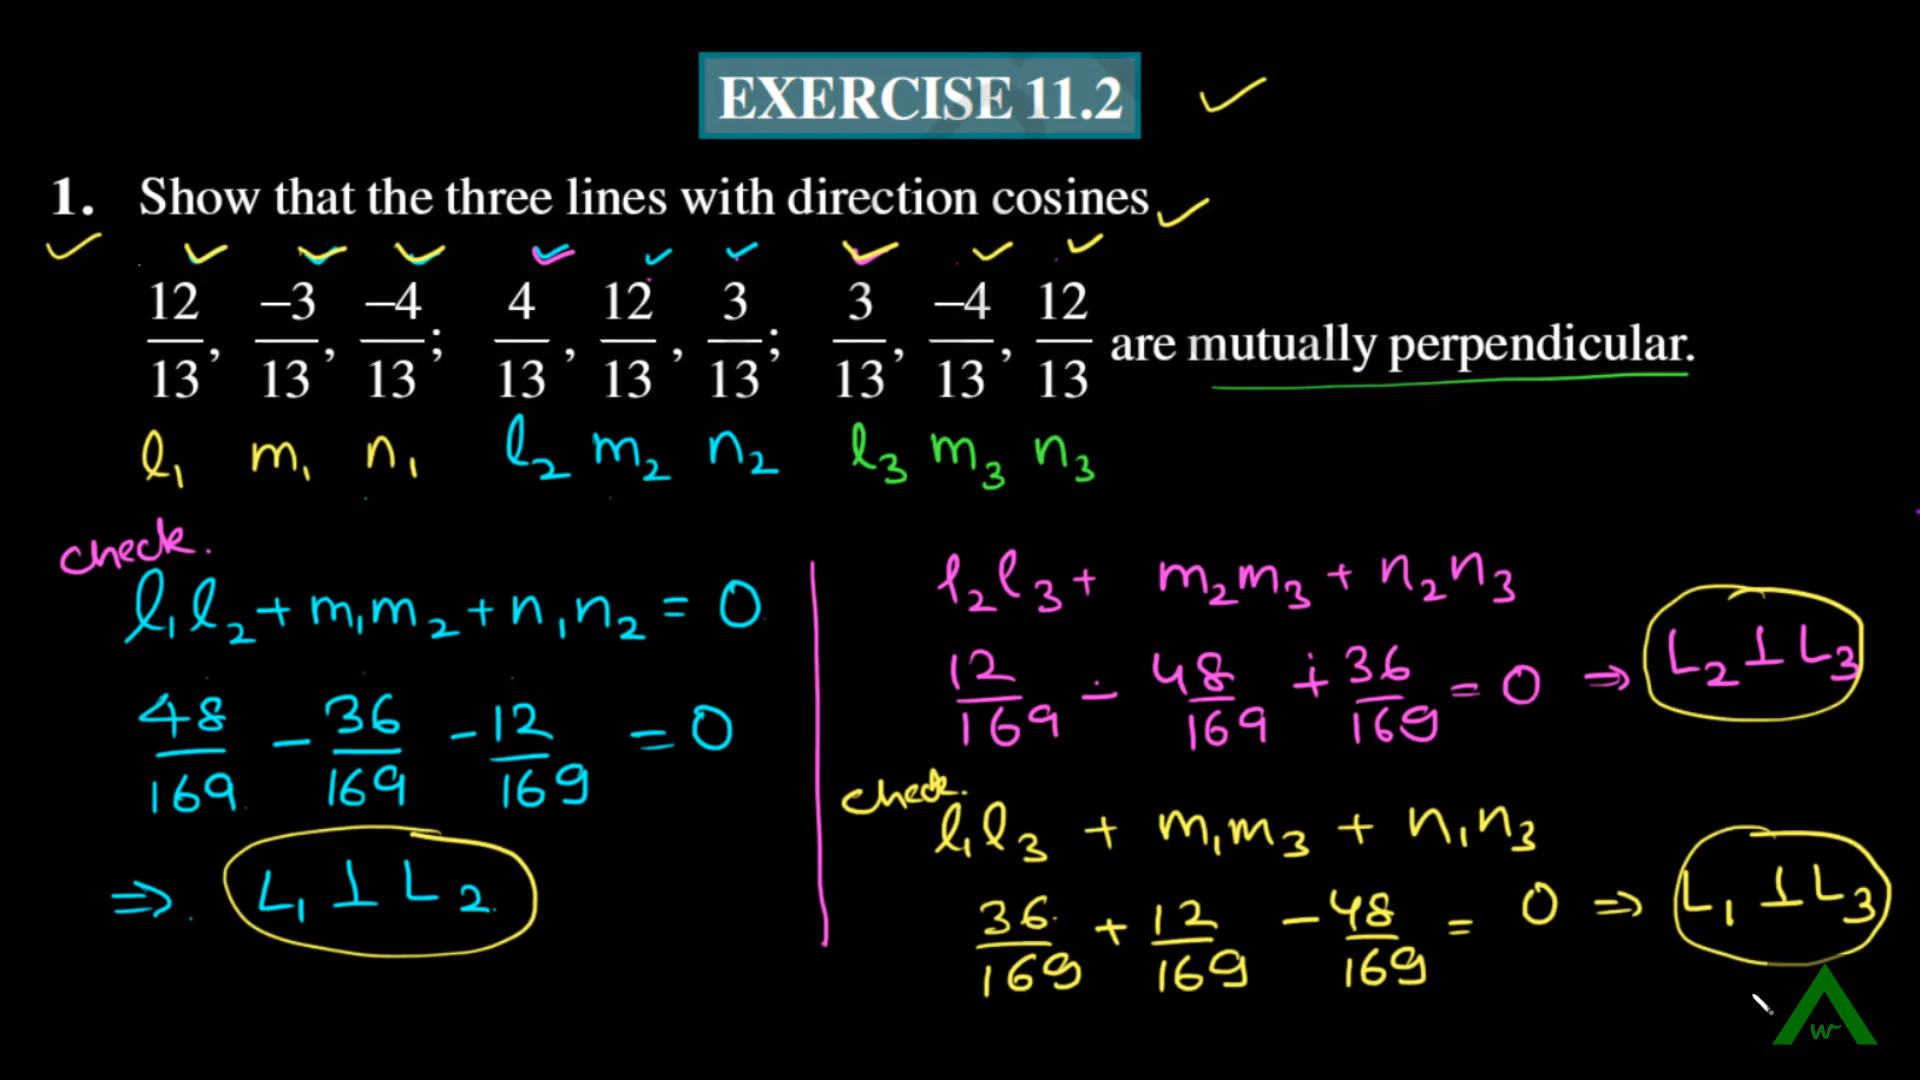 EXERCISE 11.2
1. Show that the three lines with direction cosines
12/13, –3/13, –4/13; 4/13, 12/13, 3/13; 3/13, –4/13, 12/13 are mutually perpendicular.
l₁ m₁ n₁ l₂ m₂ n₂ l₃ m₃ n₃
check.
l₁l₂ + m₁m₂ + n₁n₂ = 0
48/169 - 36/169 - 12/169 = 0
⇒ L₁ ⊥ L₂
l₂l₃ + m₂m₃ + n₂n₃
12/169 - 48/169 + 36/169 = 0 ⇒ L₂ ⊥ L₃
check.
l₁l₃ + m₁m₃ + n₁n₃
36/169 + 12/169 - 48/169 = 0 ⇒ L₁ ⊥ L₃
w